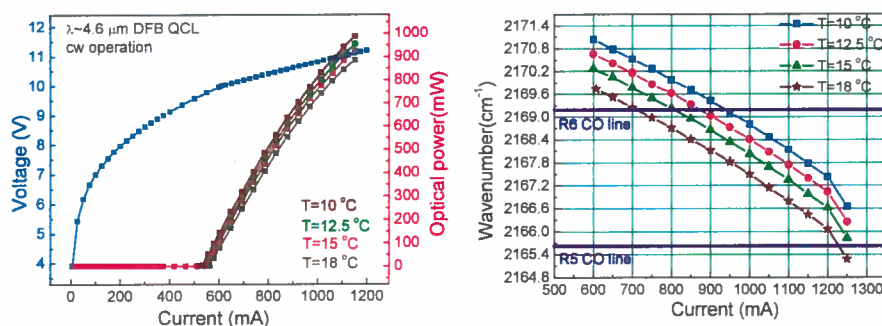 λ~4.6 µm DFB QCL
cw operation
12
11
10
9
8
7
6
5
4
Voltage (V)
1000
900
800
700
600
500
400
300
200
100
0
Optical power(mW)
T=10 °C
T=12.5 °C
T=15 °C
T=18 °C
0 200 400 600 800 1000 1200
Current (mA)
2171.4
2170.8
2170.2
2169.6
2169.0
2168.4
2167.8
2167.2
2166.6
2166.0
2165.4
2164.8
Wavenumber(cm⁻¹)
T=10 °C
T=12.5 °C
T=15 °C
T=18 °C
R6 CO line
R5 CO line
500 600 700 800 900 1000 1100 1200 1300
Current (mA)